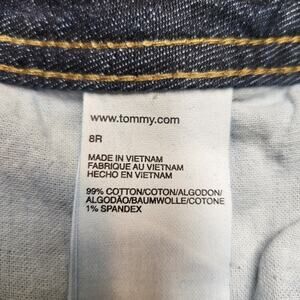 www.tommy.com
8R
MADE IN VIETNAM
FABRIQUE AU VIETNAM
HECHO EN VIETNAM
99% COTTON/COTON/ALGODON/
ALGODÃO/BAUMWOLLE/COTONE
1% SPANDEX